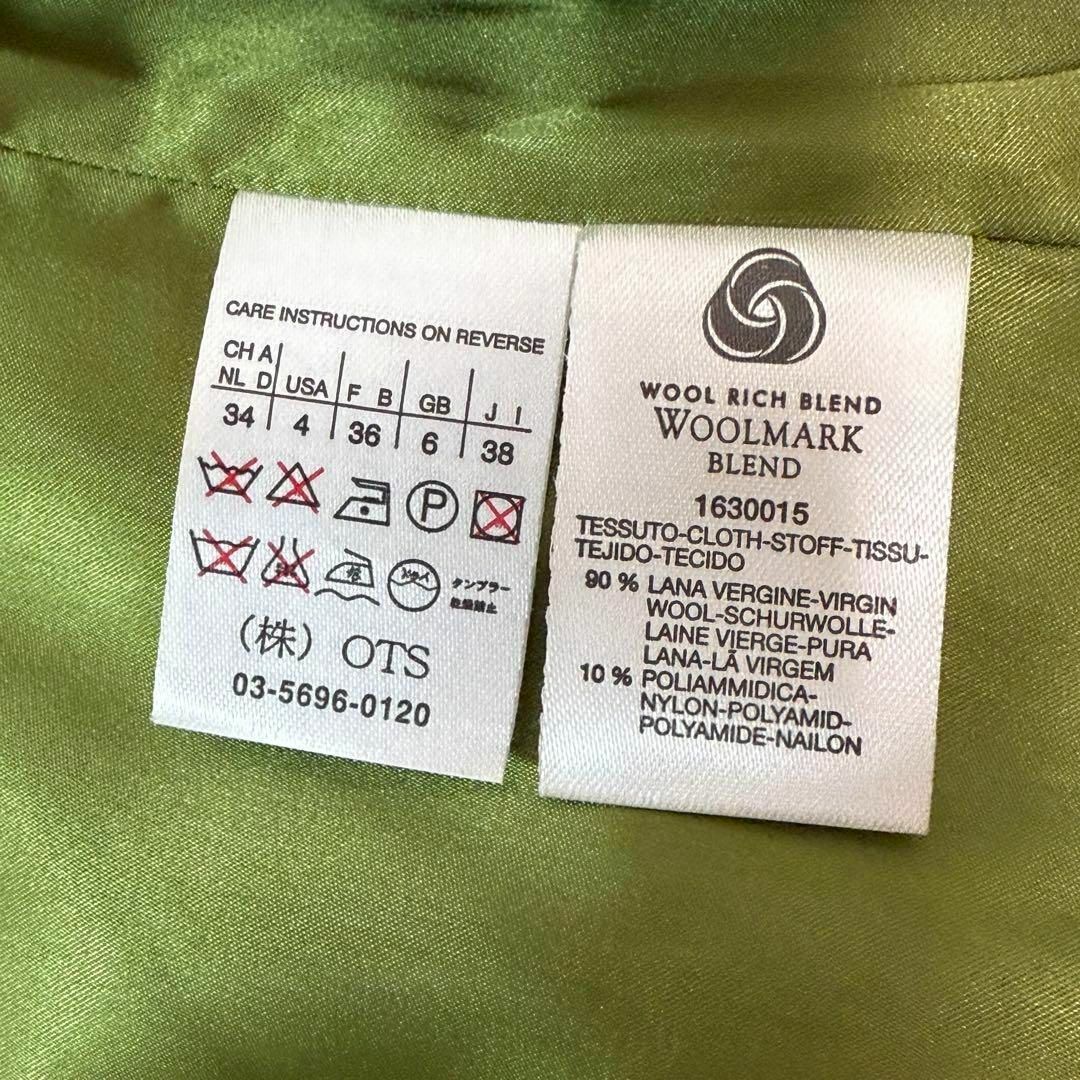 CARE INSTRUCTIONS ON REVERSE
CH A
NL D USA F B GB J I
34 4 36 6 38
P
ドライ
タンブラー
乾燥禁止
(株) OTS
03-5696-0120
WOOL RICH BLEND
WOOLMARK
BLEND
1630015
TESSUTO-CLOTH-STOFF-TISSU-
TEJIDO-TECIDO
90 % LANA VERGINE-VIRGIN
WOOL-SCHURWOLLE-
LAINE VIERGE-PURA
LANA-LÃ VIRGEM
10 % POLIAMMIDICA-
NYLON-POLYAMID-
POLYAMIDE-NAILON